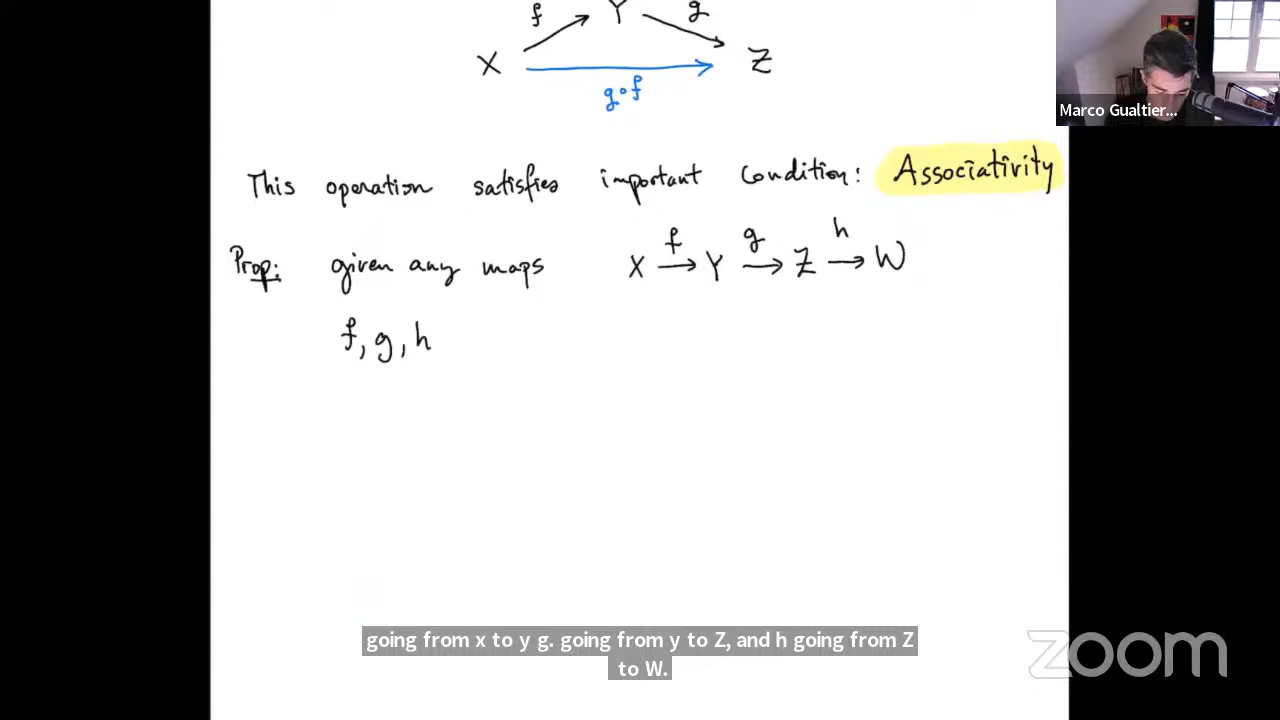 f Y g
X Z
g∘f
Marco Gualtier...
This operation satisfies important condition: Associativity
Prop: given any maps X f→ Y g→ Z h→ W
f, g, h
going from x to y g. going from y to Z, and h going from Z
to W.
zoom